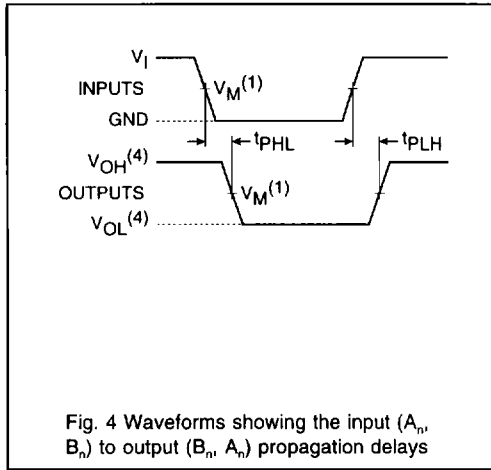 V_I
INPUTS V_M(1)
GND
t_PHL t_PLH
V_OH(4)
OUTPUTS V_M(1)
V_OL(4)
Fig. 4 Waveforms showing the input (A_n,
B_n) to output (B_n, A_n) propagation delays